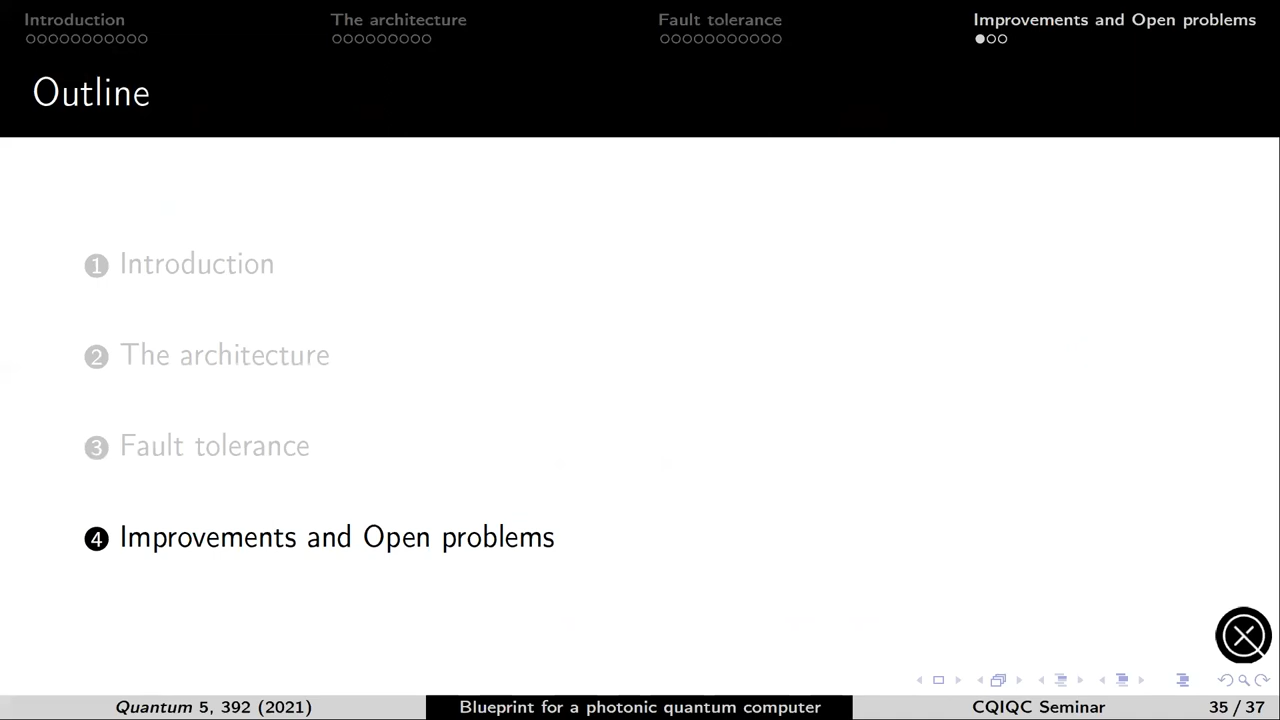 Introduction The architecture Fault tolerance Improvements and Open problems
Outline
1 Introduction
2 The architecture
3 Fault tolerance
4 Improvements and Open problems
Quantum 5, 392 (2021) Blueprint for a photonic quantum computer CQIQC Seminar 35 / 37